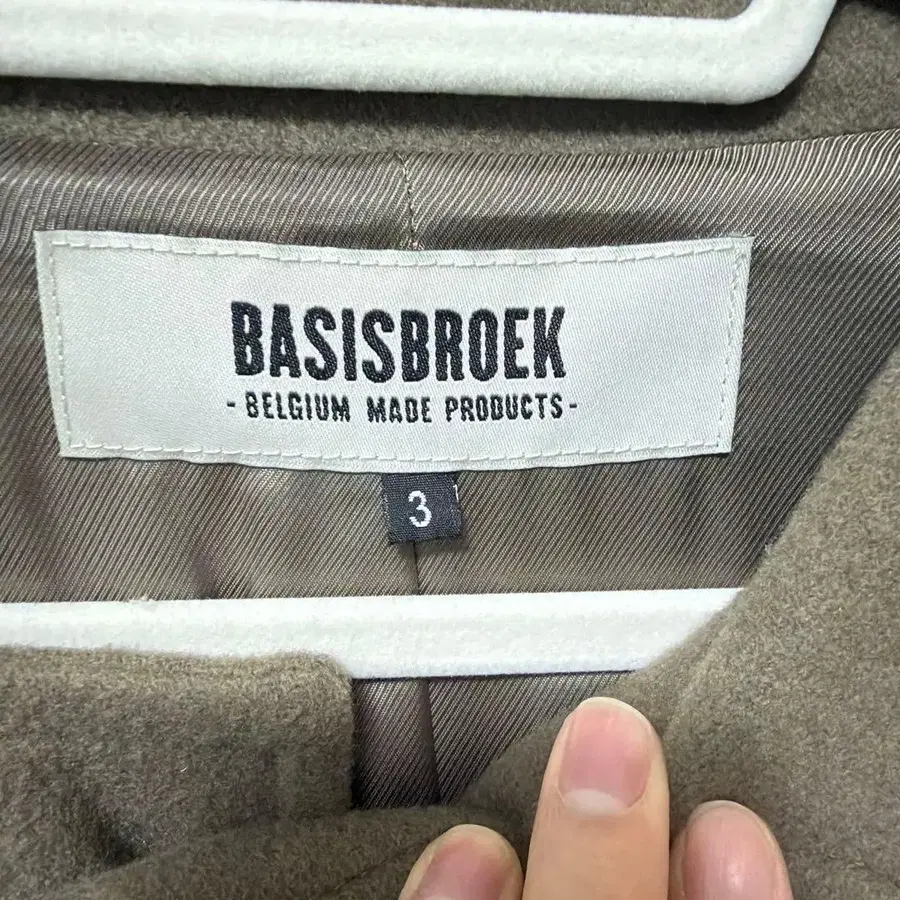 BASISBROEK
- BELGIUM MADE PRODUCTS -
3